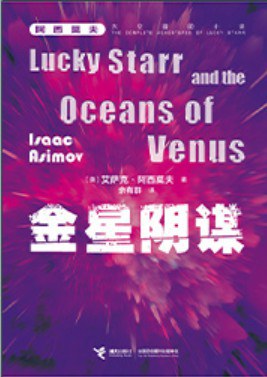 阿西莫夫
THE COMPLETE ADVENTURES OF LUCKY STARR
Lucky Starr
and the
Oceans of
Venus
Isaac
Asimov
[美] 艾萨克·阿西莫夫 著
金星阴谋